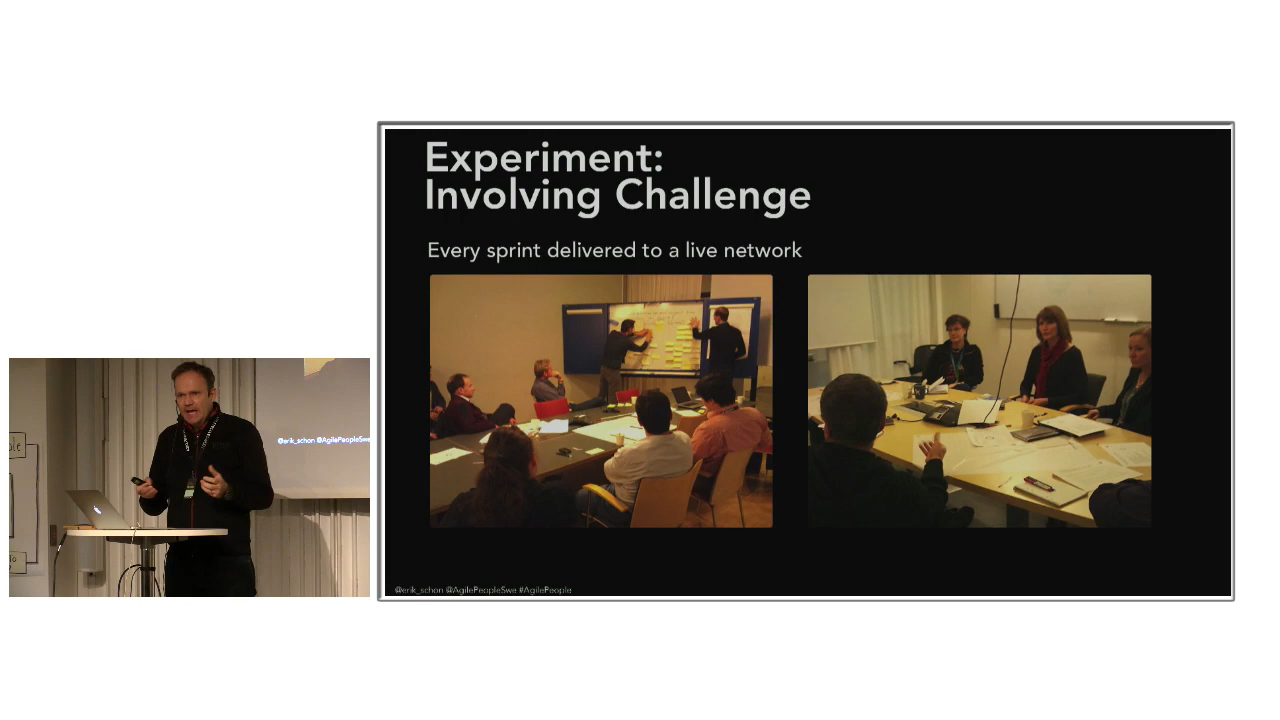 Experiment:
Involving Challenge
Every sprint delivered to a live network
@erik_schon @AgilePeopleSwe #AgilePeople
@erik_schon @AgilePeopleSwe